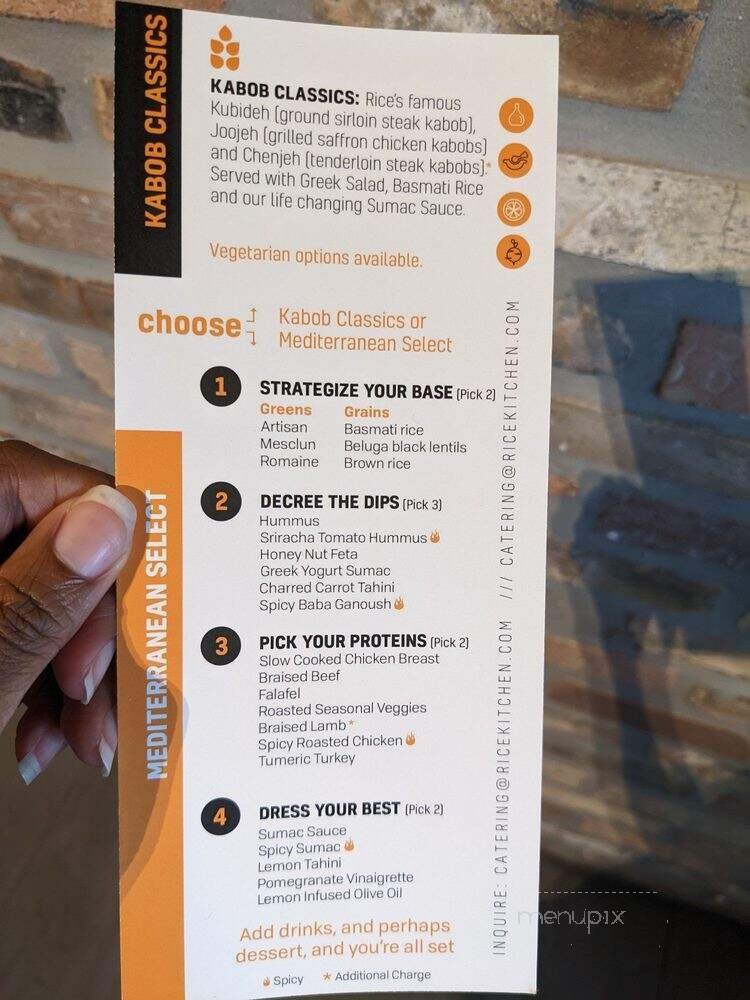 KABOB CLASSICS
KABOB CLASSICS: Rice's famous
Kubideh (ground sirloin steak kabob),
Joojeh (grilled saffron chicken kabobs)
and Chenjeh (tenderloin steak kabobs).*
Served with Greek Salad, Basmati Rice
and our life changing Sumac Sauce.
Vegetarian options available.
choose
Kabob Classics or
Mediterranean Select
MEDITERRANEAN SELECT
1 STRATEGIZE YOUR BASE (Pick 2)
Greens Grains
Artisan Basmati rice
Mesclun Beluga black lentils
Romaine Brown rice
2 DECREE THE DIPS (Pick 3)
Hummus
Sriracha Tomato Hummus
Honey Nut Feta
Greek Yogurt Sumac
Charred Carrot Tahini
Spicy Baba Ganoush
3 PICK YOUR PROTEINS (Pick 2)
Slow Cooked Chicken Breast
Braised Beef
Falafel
Roasted Seasonal Veggies
Braised Lamb*
Spicy Roasted Chicken
Tumeric Turkey
4 DRESS YOUR BEST (Pick 2)
Sumac Sauce
Spicy Sumac
Lemon Tahini
Pomegranate Vinaigrette
Lemon Infused Olive Oil
Add drinks, and perhaps
dessert, and you're all set
Spicy * Additional Charge
INQUIRE: CATERING@RICEKITCHEN.COM /// CATERING@RICEKITCHEN.COM
menupix